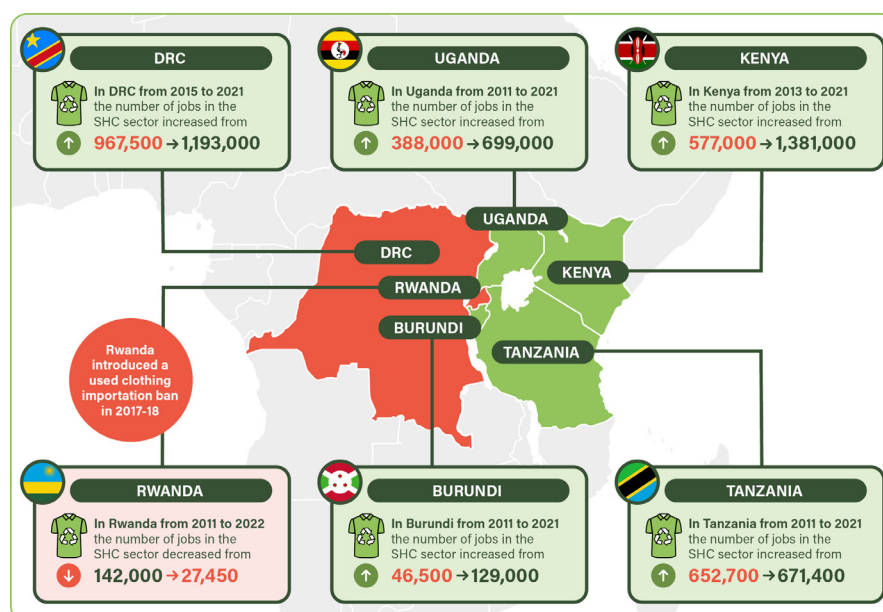 DRC
In DRC from 2015 to 2021
the number of jobs in the
SHC sector increased from
967,500 → 1,193,000
UGANDA
In Uganda from 2011 to 2021
the number of jobs in the
SHC sector increased from
388,000 → 699,000
KENYA
In Kenya from 2013 to 2021
the number of jobs in the
SHC sector increased from
577,000 → 1,381,000
UGANDA
DRC
KENYA
RWANDA
BURUNDI
TANZANIA
Rwanda
introduced a
used clothing
importation ban
in 2017-18
RWANDA
In Rwanda from 2011 to 2022
the number of jobs in the
SHC sector decreased from
142,000 → 27,450
BURUNDI
In Burundi from 2011 to 2021
the number of jobs in the
SHC sector increased from
46,500 → 129,000
TANZANIA
In Tanzania from 2011 to 2021
the number of jobs in the
SHC sector increased from
652,700 → 671,400